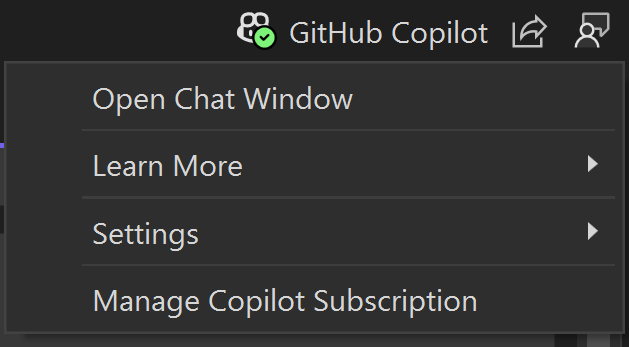 GitHub Copilot
Open Chat Window
Learn More
Settings
Manage Copilot Subscription